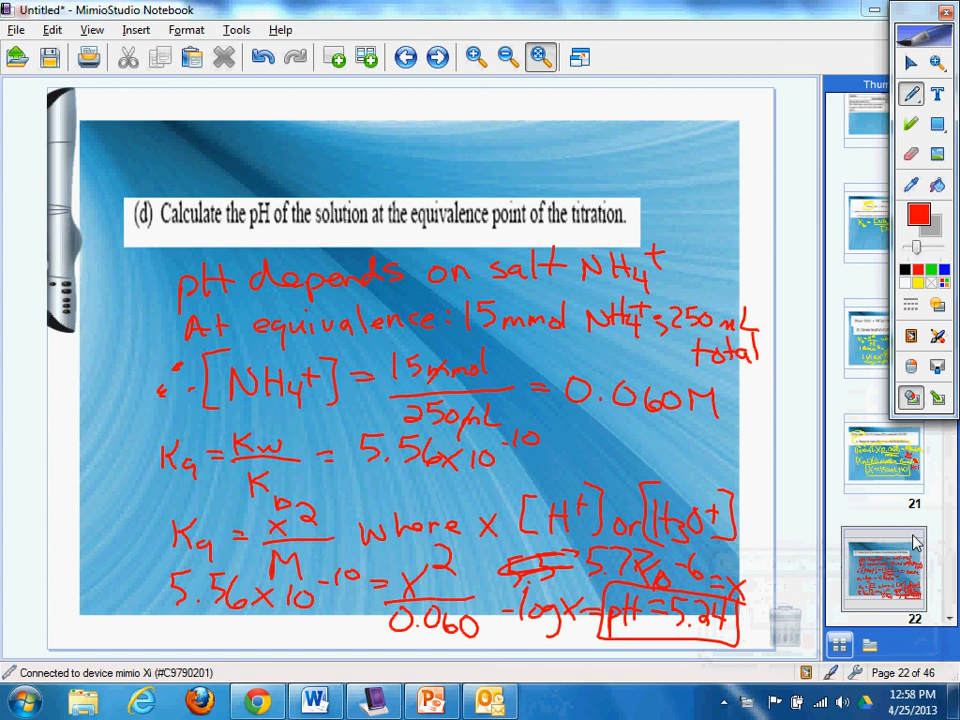 Untitled* - MimioStudio Notebook
File Edit View Insert Format Tools Help
Thum
(d) Calculate the pH of the solution at the equivalence point of the titration.
pH depends on salt NH4+
At equivalence: 15 mmol NH4+ ; 250 mL
total
∴ [NH4+] = 15 mmol / 250 mL = 0.060M
Ka = Kw / Kb = 5.56 x 10-10
Ka = x2 / M where x [H+] or [H3O+]
5.56 x 10-10 = x2 / 0.060 5.77x10-6 = x
-logx = pH = 5.24
21
22
Connected to device mimio Xi (#C9790201)
Page 22 of 46
12:58 PM
4/25/2013